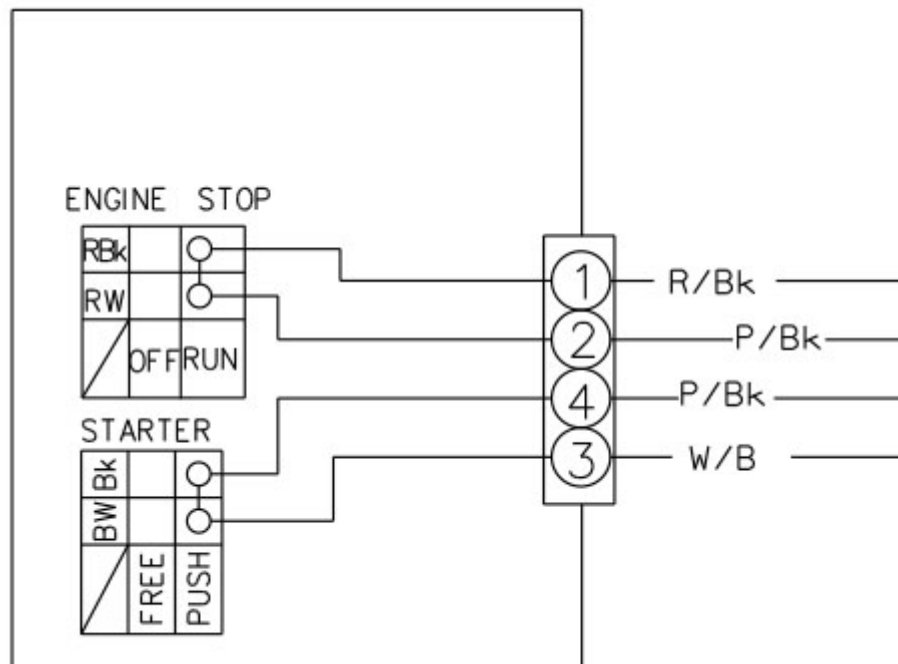 ENGINE STOP
RBk
RW
OFF RUN
STARTER
Bk
BW
FREE PUSH
1 R/Bk
2 P/Bk
4 P/Bk
3 W/B